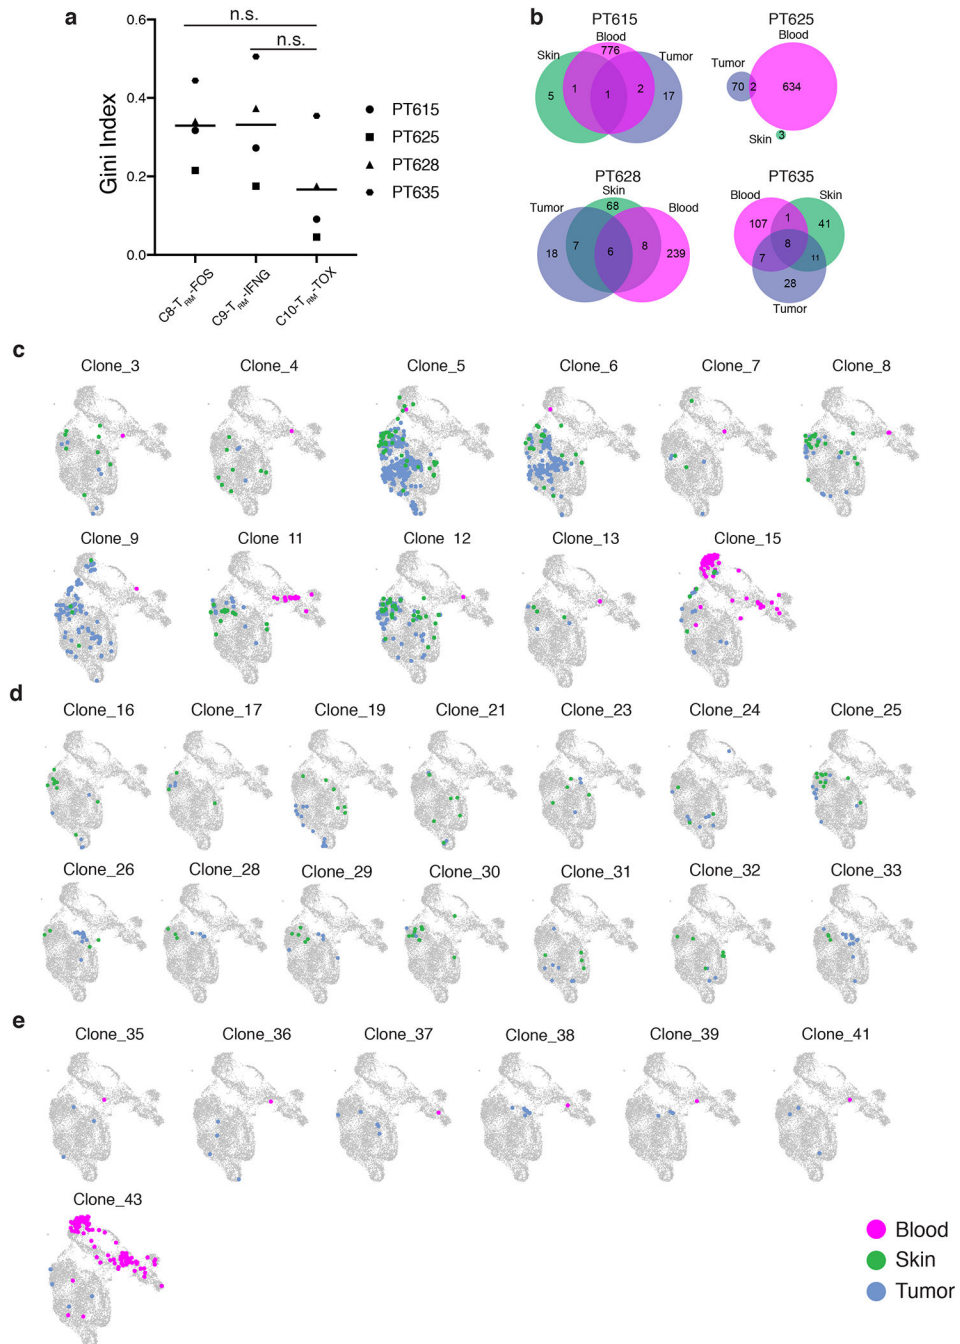 a
0.6
n.s.
n.s.
0.4
0.2
0.0
Gini Index
C8-TRM-FOS
C9-TRM-IFNG
C10-TRM-TOX
PT615
PT625
PT628
PT635
b
PT615
Blood
Skin
776
Tumor
5
1
1
2
17
PT625
Blood
Tumor
70
2
634
Skin
3
PT628
Skin
Tumor
68
Blood
18
7
6
8
239
PT635
Blood
Skin
107
1
41
8
7
11
28
Tumor
c
Clone_3
Clone_4
Clone_5
Clone_6
Clone_7
Clone_8
Clone_9
Clone 11
Clone 12
Clone_13
Clone_15
d
Clone_16
Clone_17
Clone_19
Clone_21
Clone_23
Clone_24
Clone_25
Clone_26
Clone_28
Clone_29
Clone_30
Clone_31
Clone_32
Clone_33
e
Clone_35
Clone_36
Clone_37
Clone_38
Clone_39
Clone_41
Clone_43
Blood
Skin
Tumor